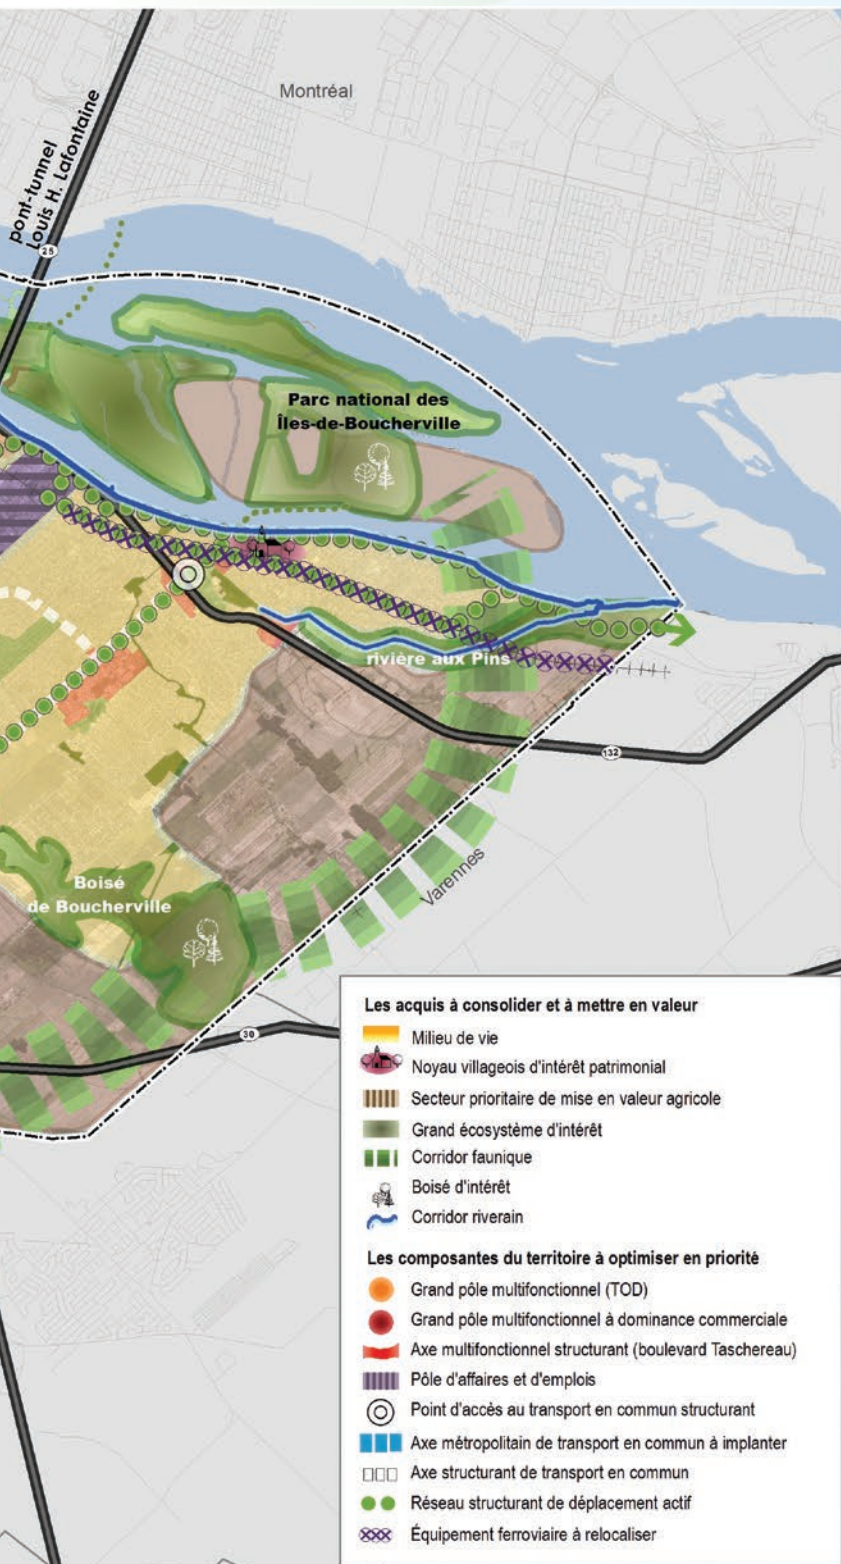 Montréal
pont-tunnel
Louis H. Lafontaine
25
Parc national des
Îles-de-Boucherville
rivière aux Pins
132
Varennes
Boisé
de Boucherville
30
Les acquis à consolider et à mettre en valeur
Milieu de vie
Noyau villageois d'intérêt patrimonial
Secteur prioritaire de mise en valeur agricole
Grand écosystème d'intérêt
Corridor faunique
Boisé d'intérêt
Corridor riverain
Les composantes du territoire à optimiser en priorité
Grand pôle multifonctionnel (TOD)
Grand pôle multifonctionnel à dominance commerciale
Axe multifonctionnel structurant (boulevard Taschereau)
Pôle d'affaires et d'emplois
Point d'accès au transport en commun structurant
Axe métropolitain de transport en commun à implanter
Axe structurant de transport en commun
Réseau structurant de déplacement actif
Équipement ferroviaire à relocaliser